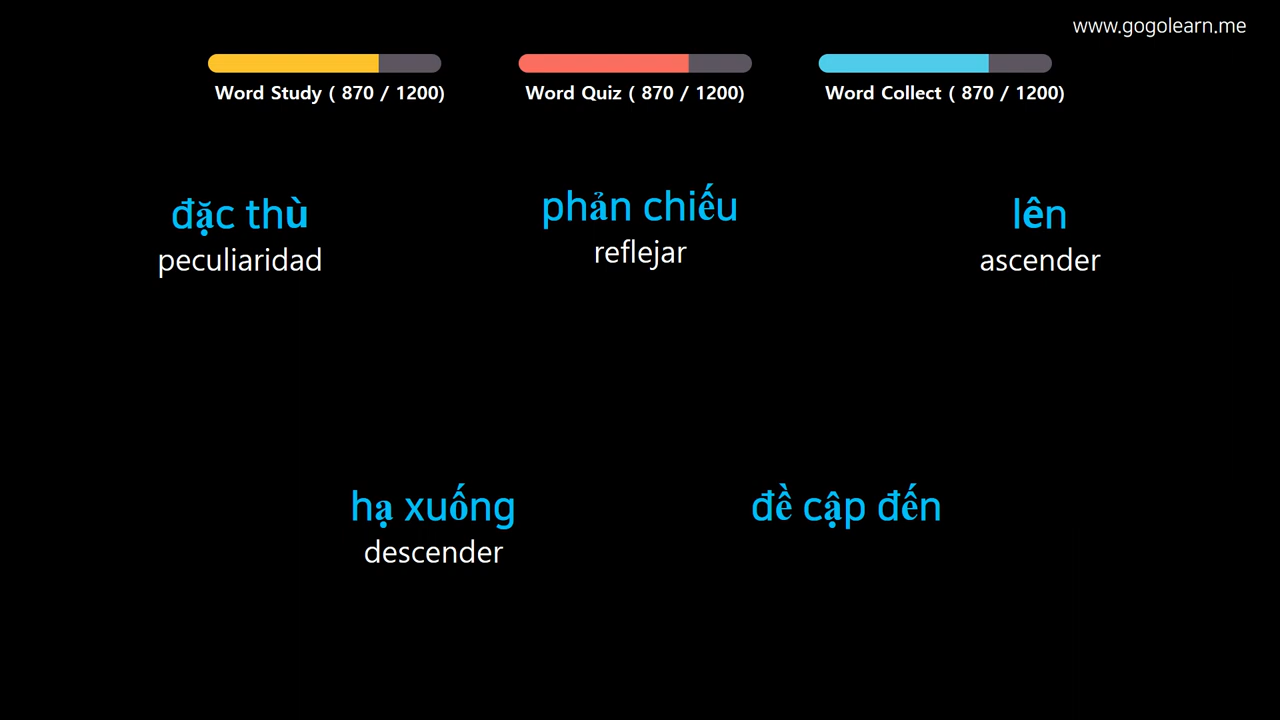 www.gogolearn.me
Word Study ( 870 / 1200)
Word Quiz ( 870 / 1200)
Word Collect ( 870 / 1200)
đặc thù
peculiaridad
phản chiếu
reflejar
lên
ascender
hạ xuống
descender
đề cập đến